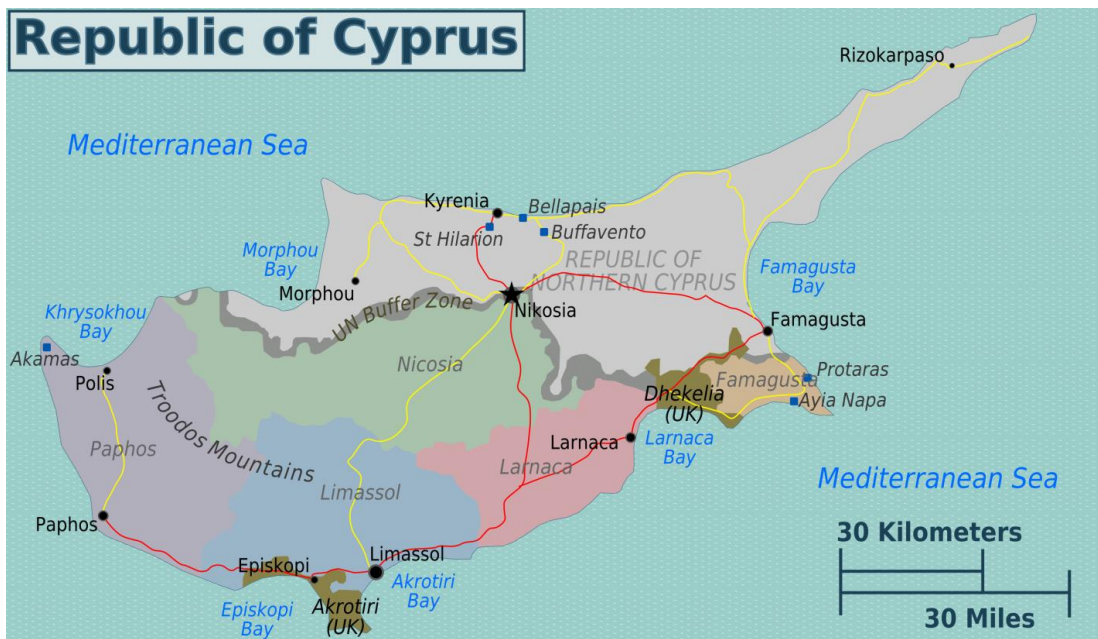 Republic of Cyprus
Rizokarpaso
Mediterranean Sea
Kyrenia
Bellapais
St Hilarion
Buffavento
REPUBLIC OF
NORTHERN CYPRUS
Morphou
Bay
Famagusta
Bay
Morphou
UN Buffer Zone
Nikosia
Khrysokhou
Bay
Famagusta
Akamas
Polis
Nicosia
Protaras
Famagusta
Dhekelia
(UK)
Ayia Napa
Troodos Mountains
Paphos
Larnaca
Larnaca
Bay
Larnaca
Limassol
Mediterranean Sea
Paphos
30 Kilometers
Limassol
Episkopi
Akrotiri
Bay
Episkopi
Bay
Akrotiri
(UK)
30 Miles